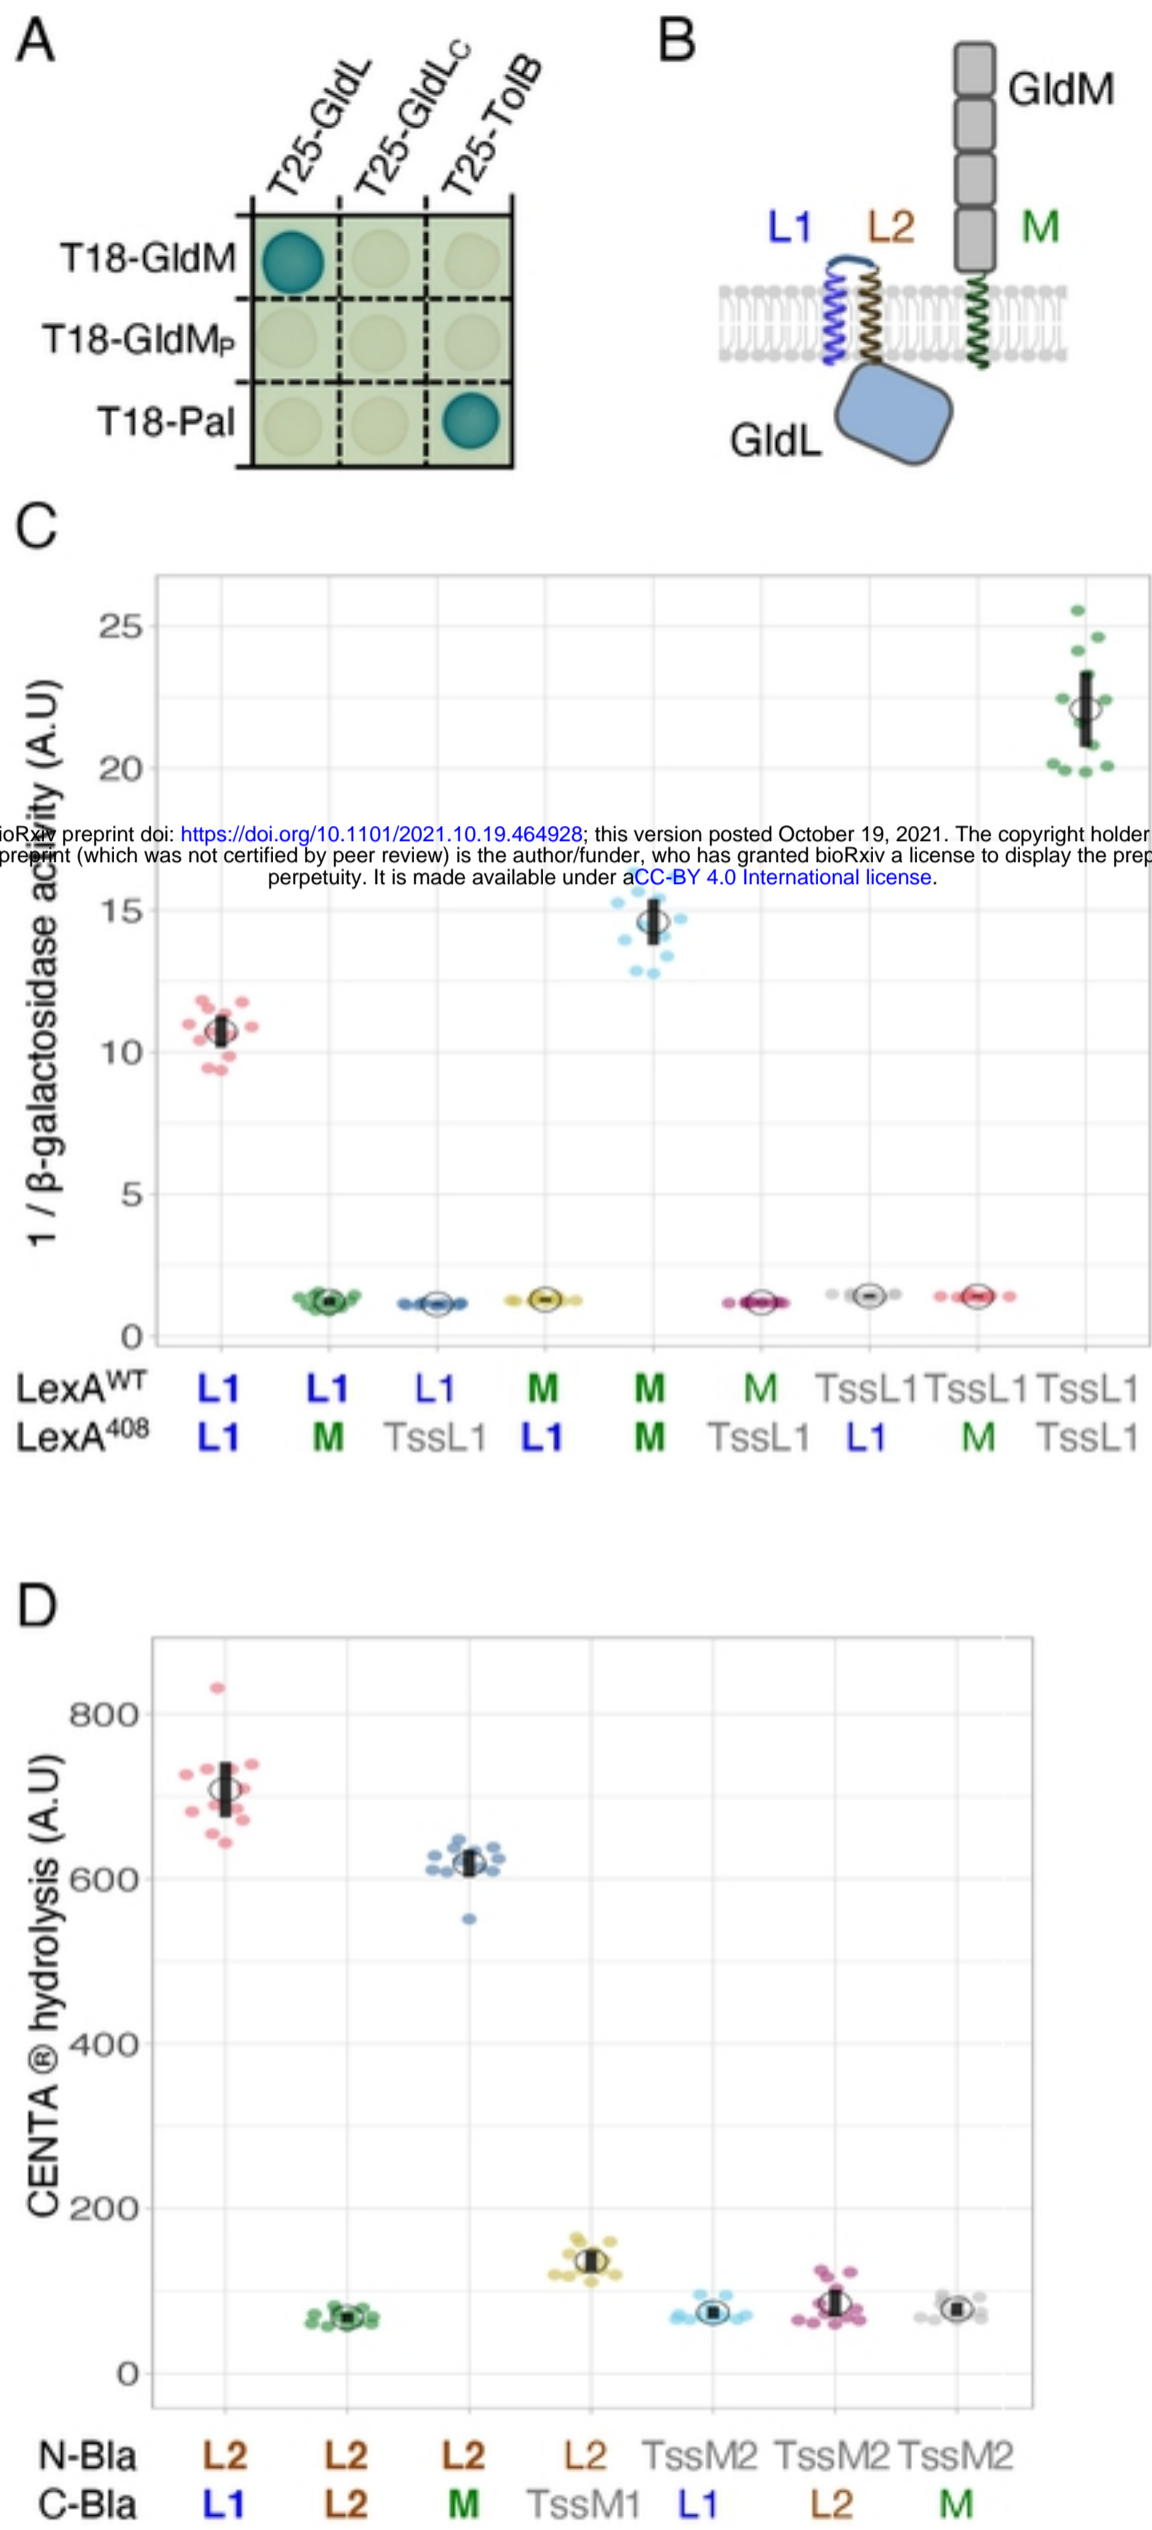 A
T25-GldL
T25-GldLC
T25-TolB
T18-GldM
T18-GldMP
T18-Pal
B
GldM
L1 L2 M
GldL
C
1 / β-galactosidase activity (A.U)
25
20
15
10
5
0
ioRxiv preprint doi: https://doi.org/10.1101/2021.10.19.464928; this version posted October 19, 2021. The copyright holder
preprint (which was not certified by peer review) is the author/funder, who has granted bioRxiv a license to display the prep
perpetuity. It is made available under aCC-BY 4.0 International license.
LexAWT L1 L1 L1 M M M TssL1 TssL1 TssL1
LexA408 L1 M TssL1 L1 M TssL1 L1 M TssL1
D
CENTA ® hydrolysis (A.U)
800
600
400
200
0
N-Bla L2 L2 L2 L2 TssM2 TssM2 TssM2
C-Bla L1 L2 M TssM1 L1 L2 M